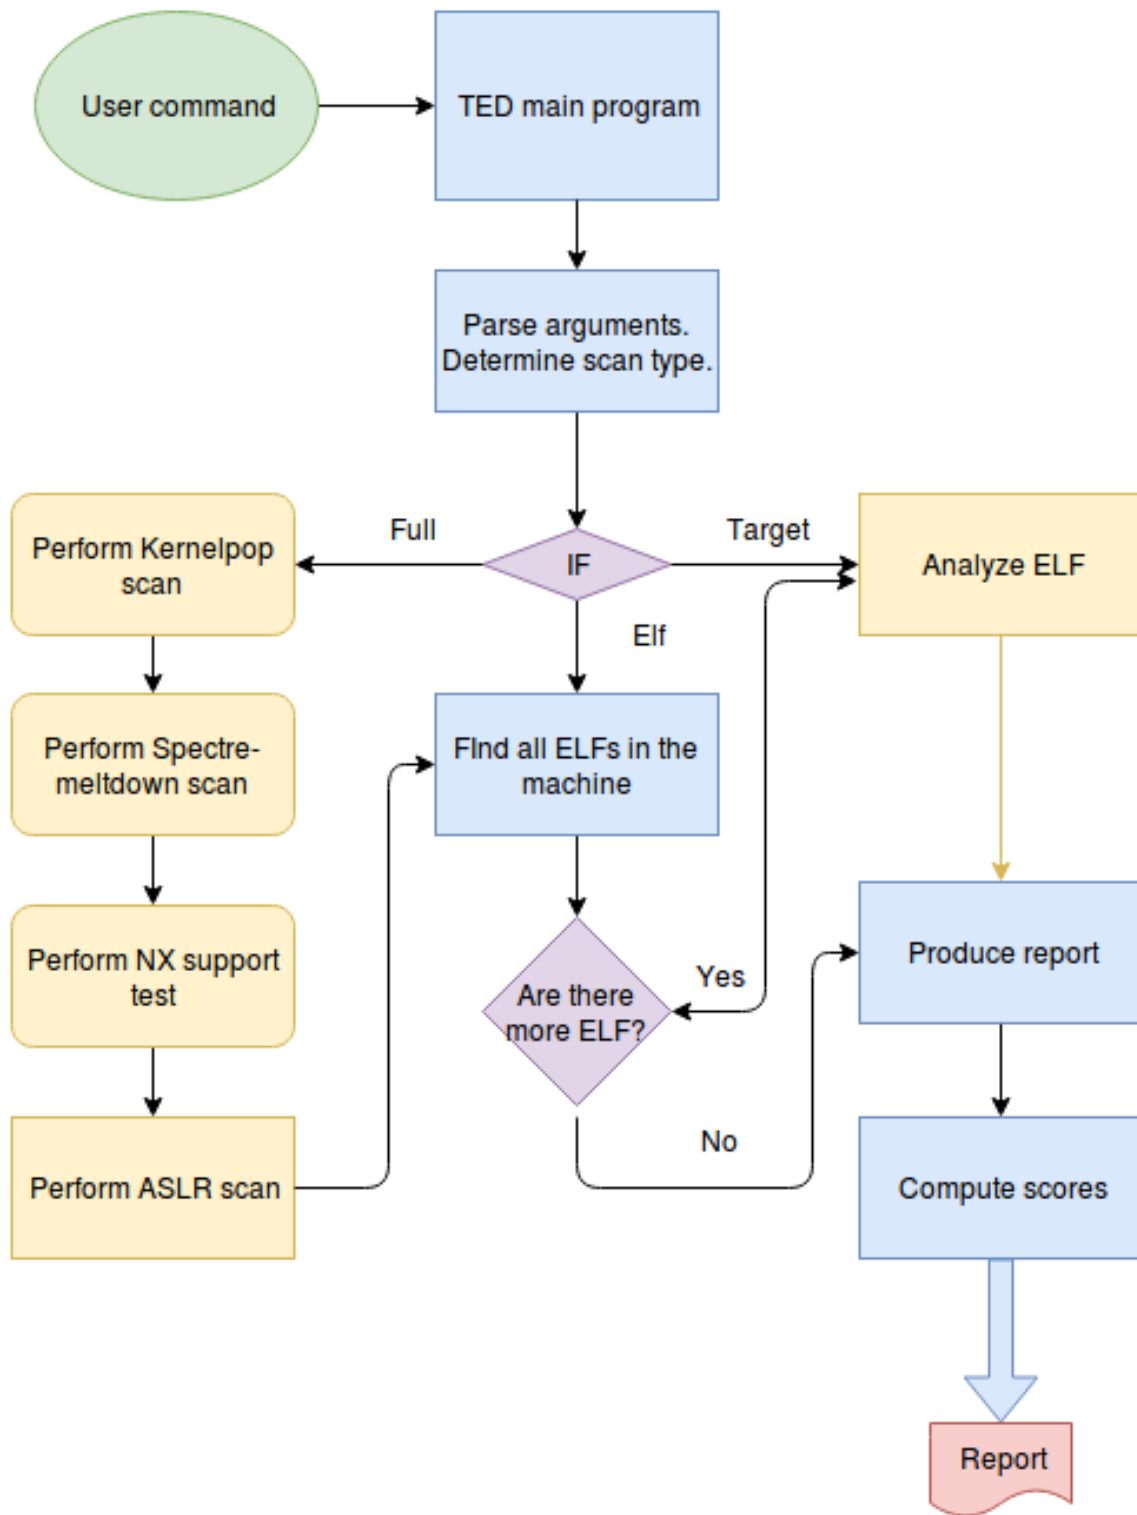 User command
TED main program
Parse arguments.
Determine scan type.
Full
IF
Target
Perform Kernelpop
scan
Analyze ELF
Elf
Perform Spectre-
meltdown scan
FInd all ELFs in the
machine
Perform NX support
test
Are there
more ELF?
Yes
Produce report
No
Perform ASLR scan
Compute scores
Report